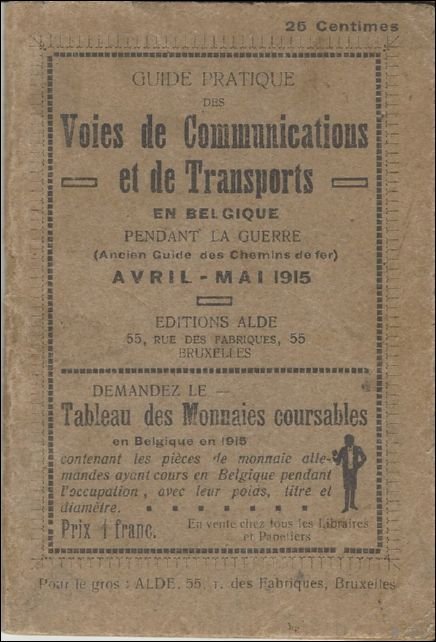 25 Centimes
GUIDE PRATIQUE
DES
Voies de Communications
et de Transports
EN BELGIQUE
PENDANT LA GUERRE
(Ancien Guide des Chemins de fer)
AVRIL - MAI 1915
EDITIONS ALDE
55, RUE DES FABRIQUES, 55
BRUXELLES
DEMANDEZ LE —
Tableau des Monnaies coursables
en Belgique en 1915
contenant les pièces de monnaie alle-
mandes ayant cours en Belgique pendant
l'occupation, avec leur poids, titre et
diamètre.
Prix 1 franc.
En vente chez tous les Libraires
et Papetiers
Pour le gros : ALDE, 55, r. des Fabriques, Bruxelles